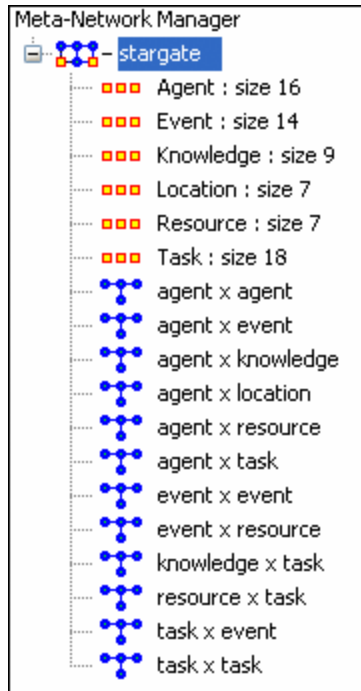 Meta-Network Manager
stargate
Agent : size 16
Event : size 14
Knowledge : size 9
Location : size 7
Resource : size 7
Task : size 18
agent x agent
agent x event
agent x knowledge
agent x location
agent x resource
agent x task
event x event
event x resource
knowledge x task
resource x task
task x event
task x task